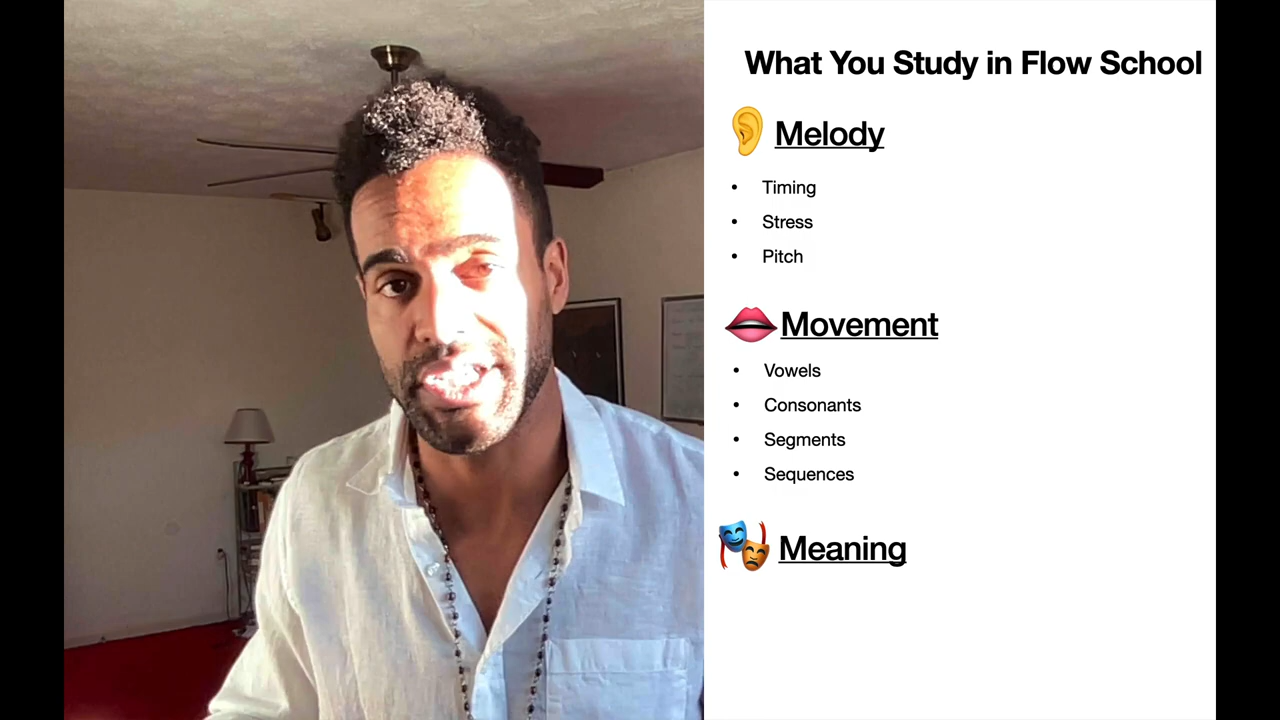 What You Study in Flow School
Melody
• Timing
• Stress
• Pitch
Movement
• Vowels
• Consonants
• Segments
• Sequences
Meaning